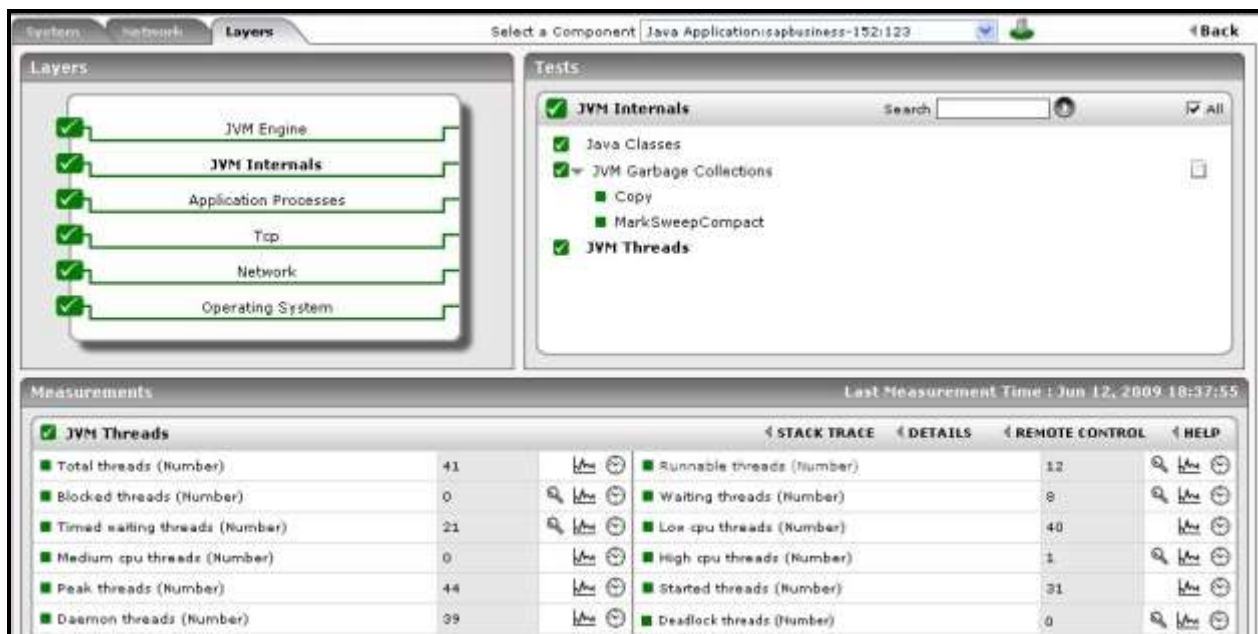 System Network Layers Select a Component Java Application:sapbusiness-152:123 Back
Layers
JVM Engine
JVM Internals
Application Processes
Tcp
Network
Operating System
Tests
JVM Internals Search All
Java Classes
JVM Garbage Collections
Copy
MarkSweepCompact
JVM Threads
Measurements Last Measurement Time : Jun 12, 2009 18:37:55
JVM Threads STACK TRACE DETAILS REMOTE CONTROL HELP
Total threads (Number) 41 Runnable threads (Number) 12
Blocked threads (Number) 0 Waiting threads (Number) 8
Timed waiting threads (Number) 21 Low cpu threads (Number) 40
Medium cpu threads (Number) 0 High cpu threads (Number) 1
Peak threads (Number) 44 Started threads (Number) 31
Daemon threads (Number) 39 Deadlock threads (Number) 0